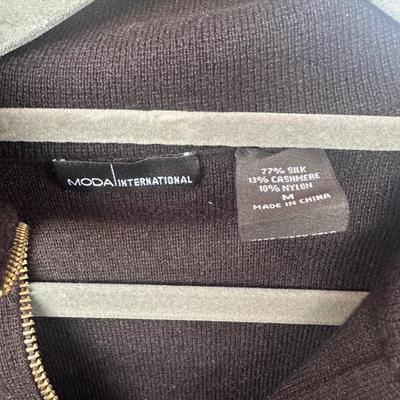 MODA INTERNATIONAL
77% SILK
13% CASHMERE
10% NYLON
M
MADE IN CHINA